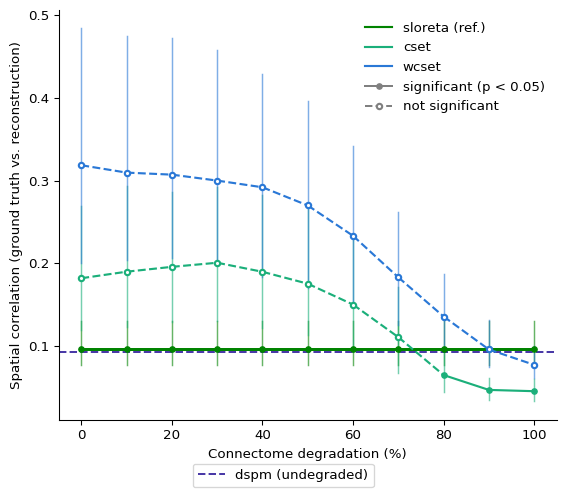 0.5
0.4
0.3
0.2
0.1
Spatial correlation (ground truth vs. reconstruction)
sloreta (ref.)
cset
wcset
significant (p < 0.05)
not significant
0 20 40 60 80 100
Connectome degradation (%)
dspm (undegraded)